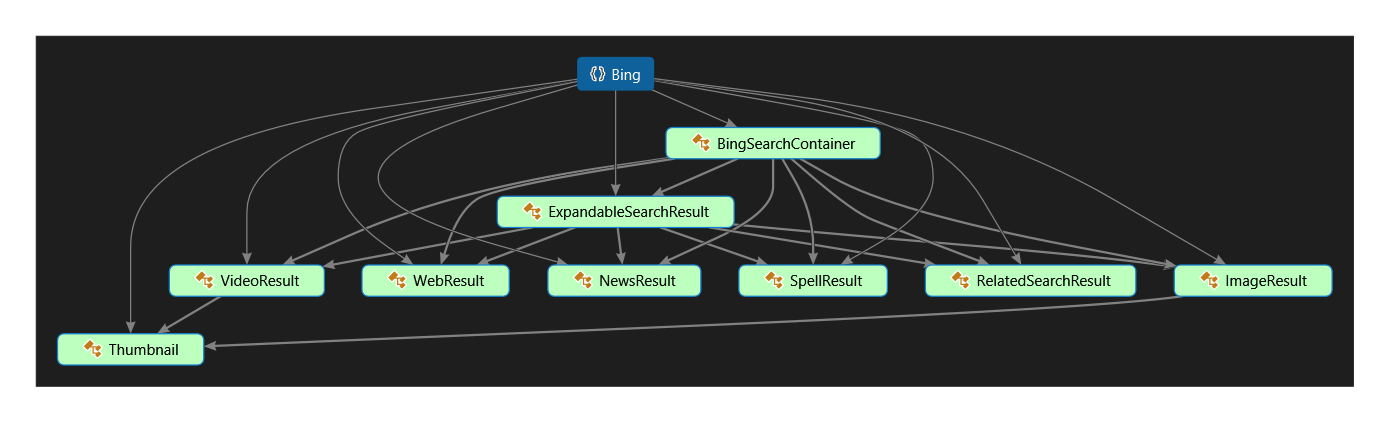 Bing
BingSearchContainer
ExpandableSearchResult
VideoResult
WebResult
NewsResult
SpellResult
RelatedSearchResult
ImageResult
Thumbnail